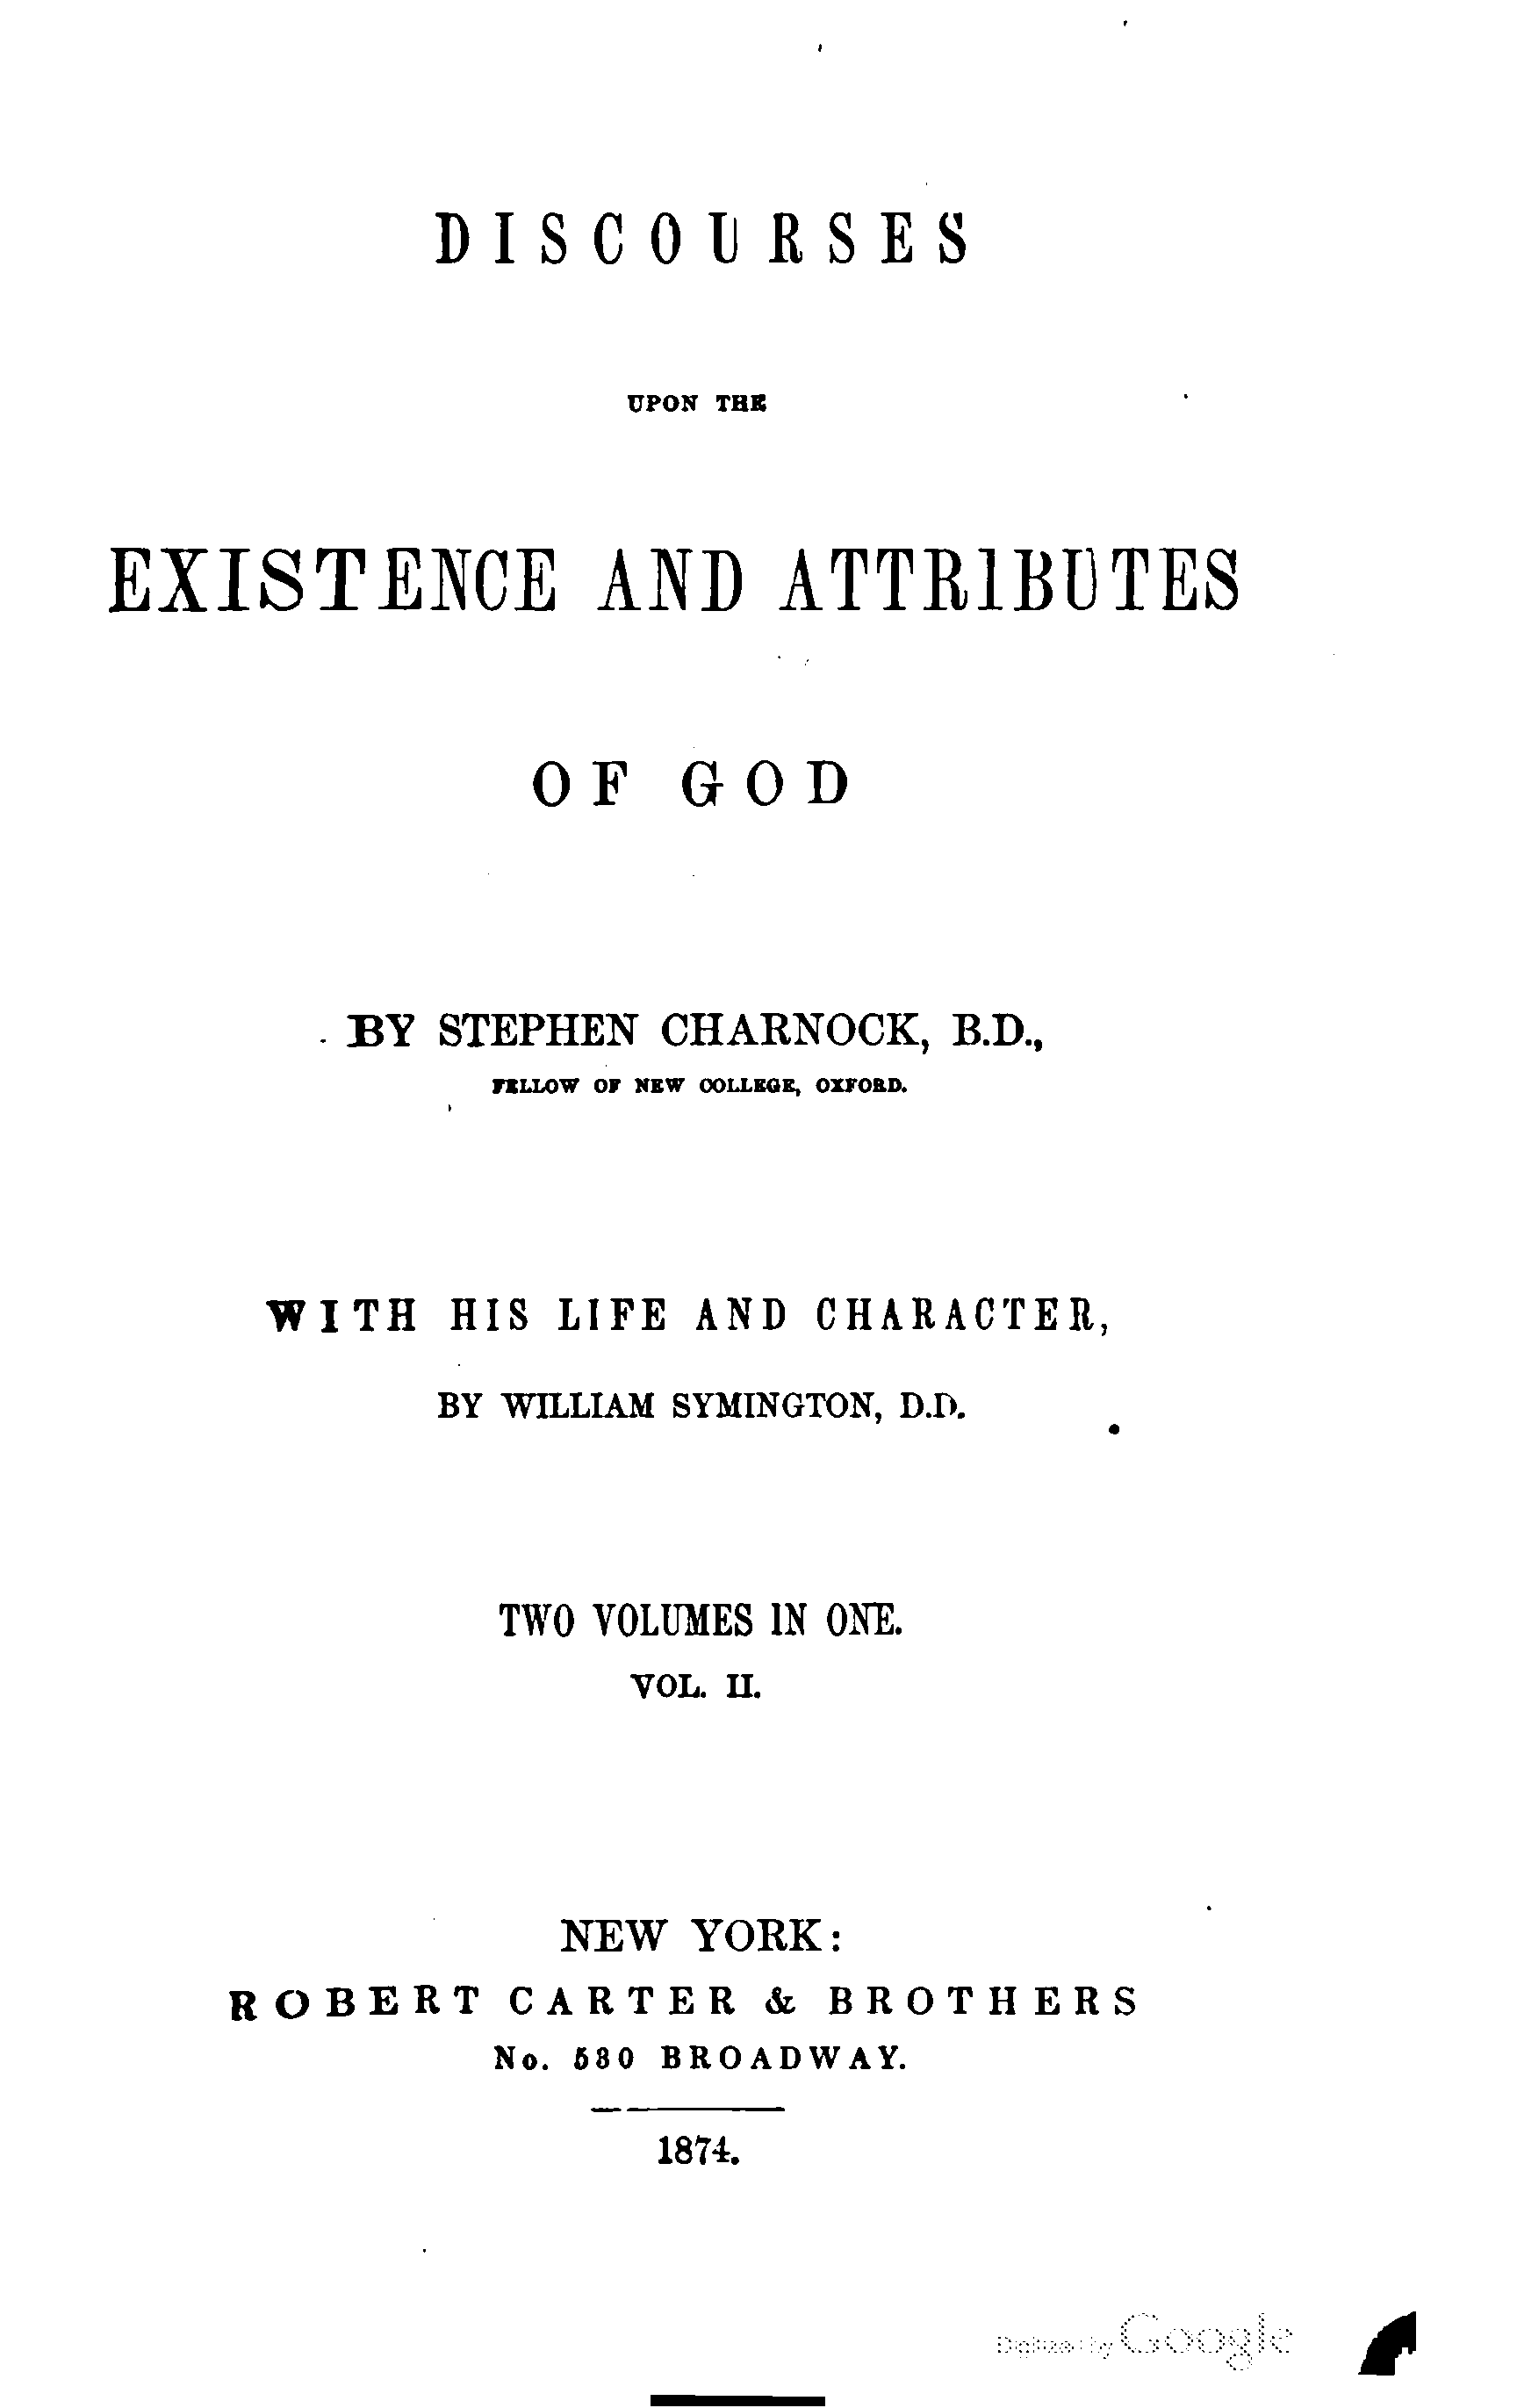 DISCOURSES
UPON THE
EXISTENCE AND ATTRIBUTES
OF GOD
BY STEPHEN CHARNOCK, B.D.,
FELLOW OF NEW COLLEGE, OXFORD.
WITH HIS LIFE AND CHARACTER,
BY WILLIAM SYMINGTON, D.D.
TWO VOLUMES IN ONE.
VOL. II.
NEW YORK:
ROBERT CARTER & BROTHERS
No. 530 BROADWAY.
1874.
Digitized by Google